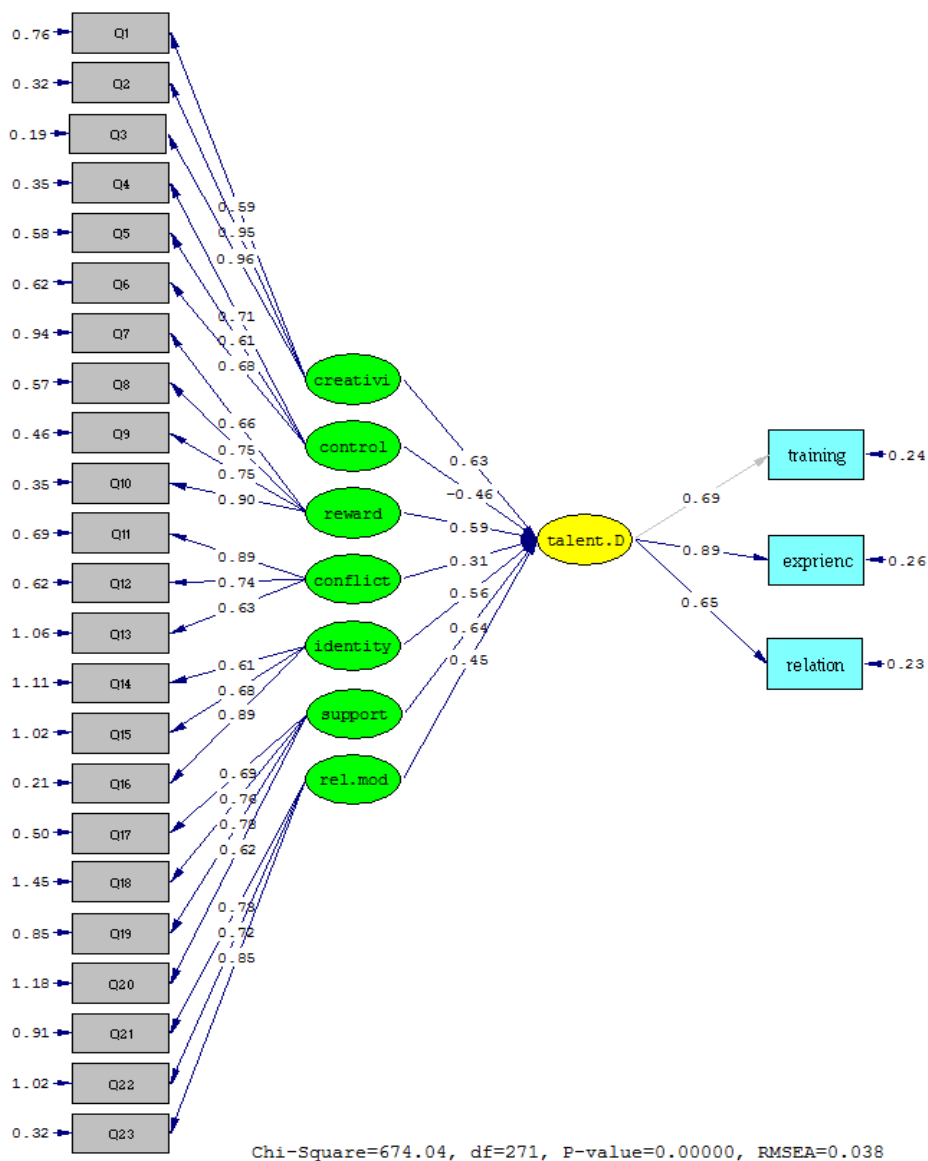 0.76 Q1
0.32 Q2
0.19 Q3
0.35 Q4
0.58 Q5
0.62 Q6
0.94 Q7
0.57 Q8
0.46 Q9
0.35 Q10
0.69 Q11
0.62 Q12
1.06 Q13
1.11 Q14
1.02 Q15
0.21 Q16
0.50 Q17
1.45 Q18
0.85 Q19
1.18 Q20
0.91 Q21
1.02 Q22
0.32 Q23
0.59
0.95
0.96
0.71
0.61
0.68
0.66
0.75
0.75
0.90
0.89
0.74
0.63
0.61
0.68
0.89
0.69
0.76
0.78
0.62
0.78
0.72
0.85
creativi
control
reward
conflict
identity
support
rel.mod
0.63
-0.46
0.59
0.31
0.56
0.64
0.45
talent.D
0.69
0.89
0.65
training 0.24
exprienc 0.26
relation 0.23
Chi-Square=674.04, df=271, P-value=0.00000, RMSEA=0.038